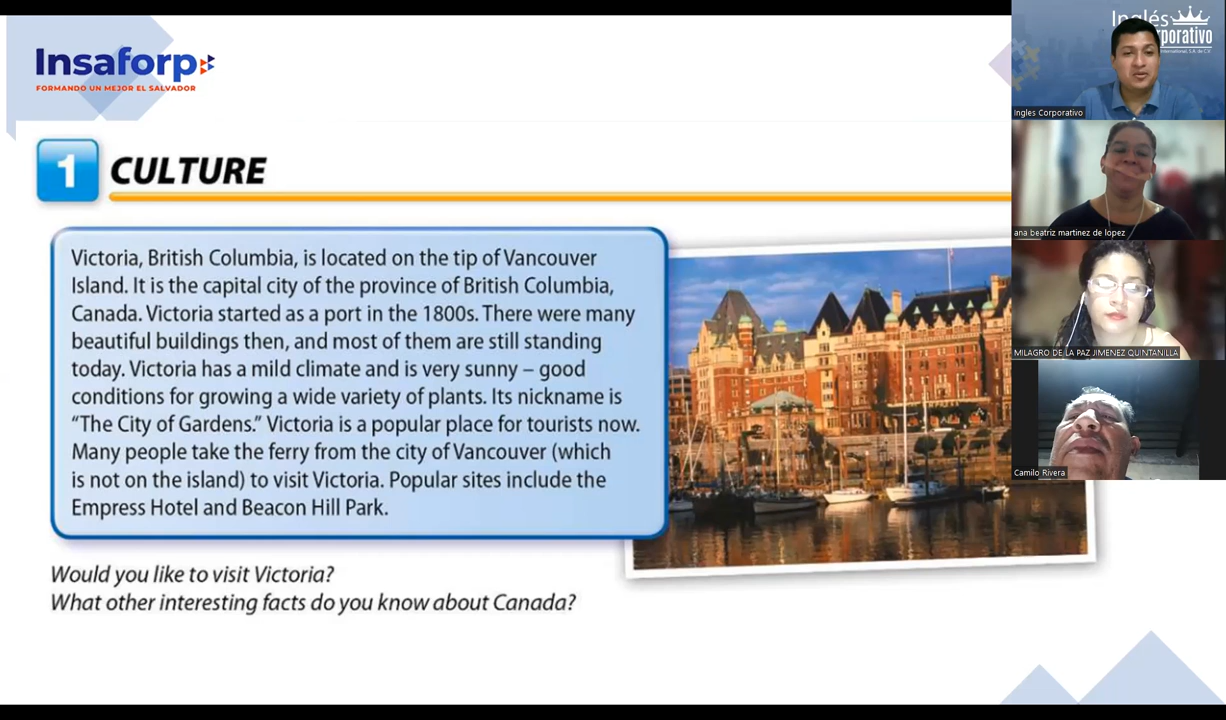 Insaforp
FORMANDO UN MEJOR EL SALVADOR
1 CULTURE
Victoria, British Columbia, is located on the tip of Vancouver
Island. It is the capital city of the province of British Columbia,
Canada. Victoria started as a port in the 1800s. There were many
beautiful buildings then, and most of them are still standing
today. Victoria has a mild climate and is very sunny – good
conditions for growing a wide variety of plants. Its nickname is
“The City of Gardens.” Victoria is a popular place for tourists now.
Many people take the ferry from the city of Vancouver (which
is not on the island) to visit Victoria. Popular sites include the
Empress Hotel and Beacon Hill Park.
Would you like to visit Victoria?
What other interesting facts do you know about Canada?
Inglés
Ingles Corporativo
ana beatriz martinez de lopez
MILAGRO DE LA PAZ JIMENEZ QUINTANILLA
Camilo Rivera